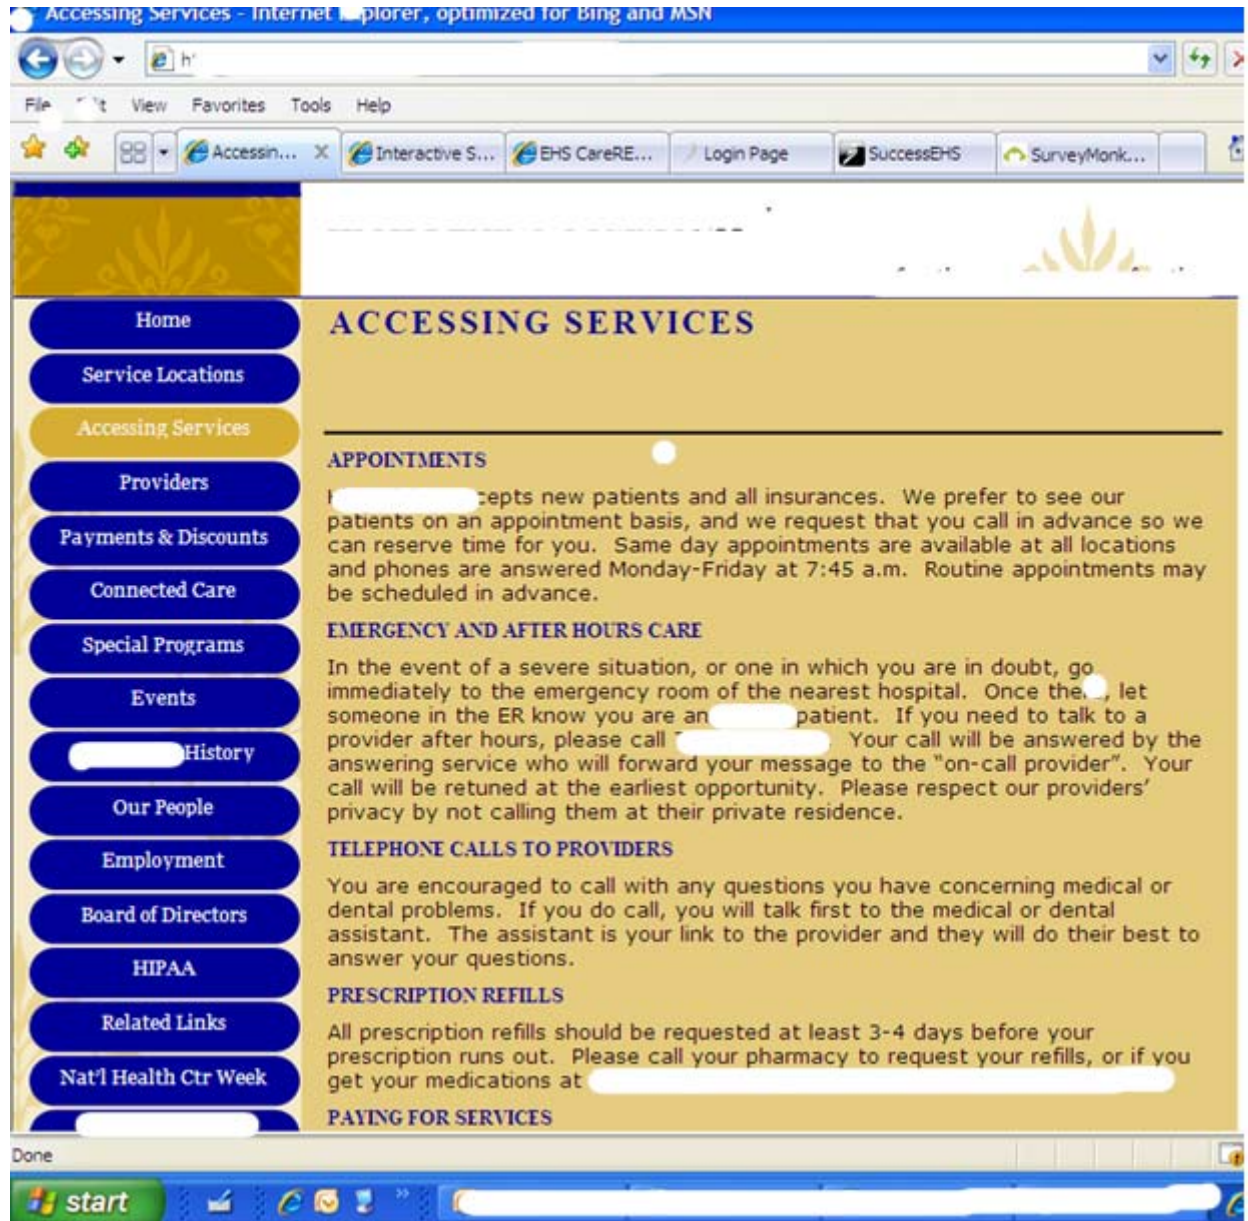 Accessing Services - Internet Explorer, optimized for Bing and MSN
File Edit View Favorites Tools Help
Accessin... X Interactive S... EHS CareRE... Login Page SuccessEHS SurveyMonk...
Home
Service Locations
Accessing Services
Providers
Payments & Discounts
Connected Care
Special Programs
Events
History
Our People
Employment
Board of Directors
HIPAA
Related Links
Nat'l Health Ctr Week
ACCESSING SERVICES
APPOINTMENTS
cepts new patients and all insurances. We prefer to see our
patients on an appointment basis, and we request that you call in advance so we
can reserve time for you. Same day appointments are available at all locations
and phones are answered Monday-Friday at 7:45 a.m. Routine appointments may
be scheduled in advance.
EMERGENCY AND AFTER HOURS CARE
In the event of a severe situation, or one in which you are in doubt, go
immediately to the emergency room of the nearest hospital. Once there, let
someone in the ER know you are an patient. If you need to talk to a
provider after hours, please call Your call will be answered by the
answering service who will forward your message to the “on-call provider”. Your
call will be retuned at the earliest opportunity. Please respect our providers’
privacy by not calling them at their private residence.
TELEPHONE CALLS TO PROVIDERS
You are encouraged to call with any questions you have concerning medical or
dental problems. If you do call, you will talk first to the medical or dental
assistant. The assistant is your link to the provider and they will do their best to
answer your questions.
PRESCRIPTION REFILLS
All prescription refills should be requested at least 3-4 days before your
prescription runs out. Please call your pharmacy to request your refills, or if you
get your medications at
PAYING FOR SERVICES
Done
start